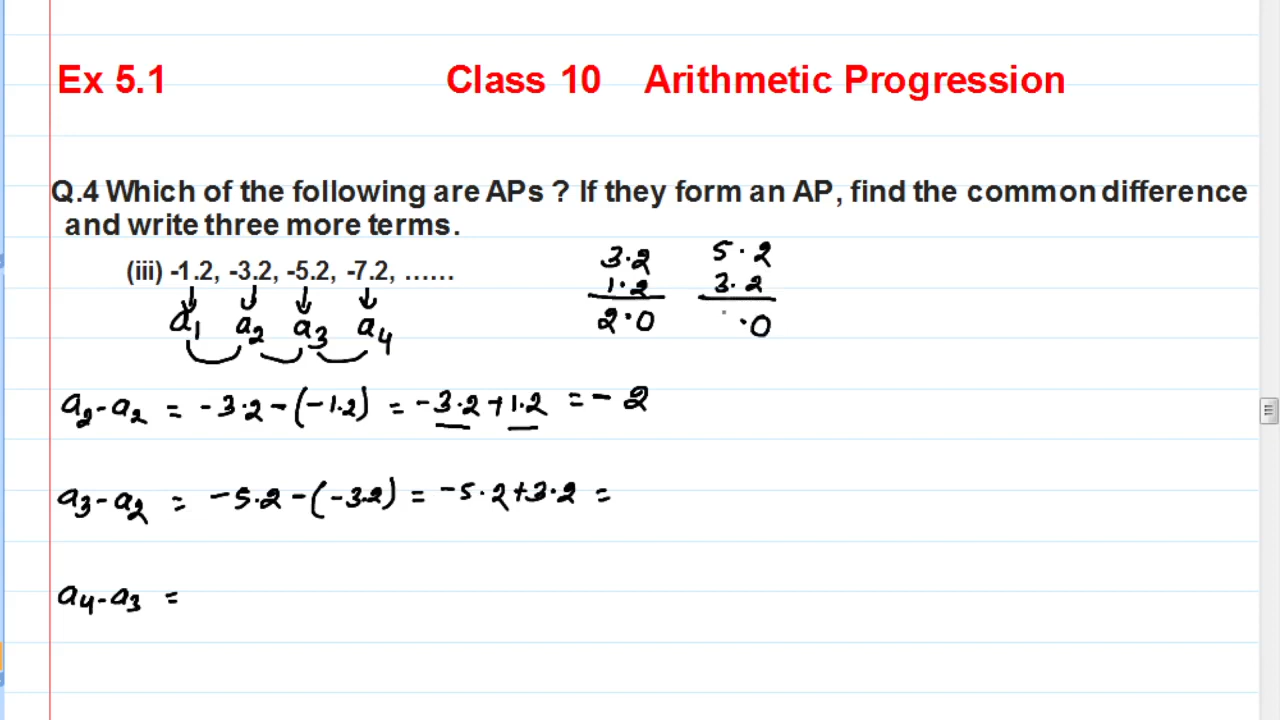 Ex 5.1 Class 10 Arithmetic Progression
Q.4 Which of the following are APs ? If they form an AP, find the common difference
and write three more terms.
(iii) -1.2, -3.2, -5.2, -7.2, ......
a1 a2 a3 a4
3.2
1.2
2.0
5.2
3.2
.0
a2-a2 = -3.2-(-1.2) = -3.2+1.2 = -2
a3-a2 = -5.2-(-3.2) = -5.2+3.2 =
a4-a3 =